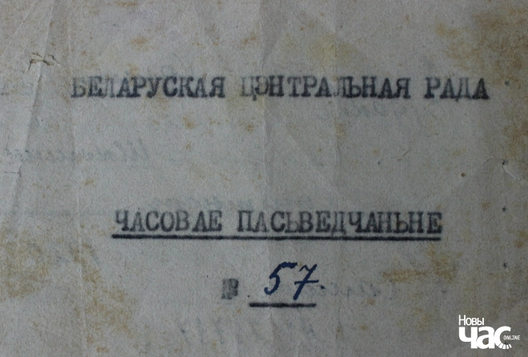 БЕЛАРУСКАЯ ЦЭНТРАЛЬНАЯ РАДА
ЧАСОВАЕ ПАСЬВЕДЧАНЬНЕ
№ 57.
НОВЫ
ЧАС
ONLINE